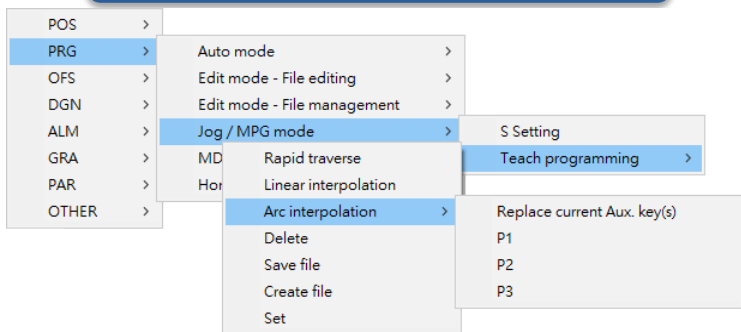 POS >
PRG >
OFS >
DGN >
ALM >
GRA >
PAR >
OTHER >
Auto mode >
Edit mode - File editing >
Edit mode - File management >
Jog / MPG mode >
MD
Hor
S Setting
Teach programming >
Rapid traverse
Linear interpolation
Arc interpolation >
Delete
Save file
Create file
Set
Replace current Aux. key(s)
P1
P2
P3